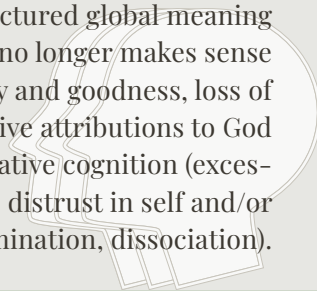 ctured global meaning
no longer makes sense
y and goodness, loss of
ive attributions to God
ative cognition (exces-
distrust in self and/or
mination, dissociation).